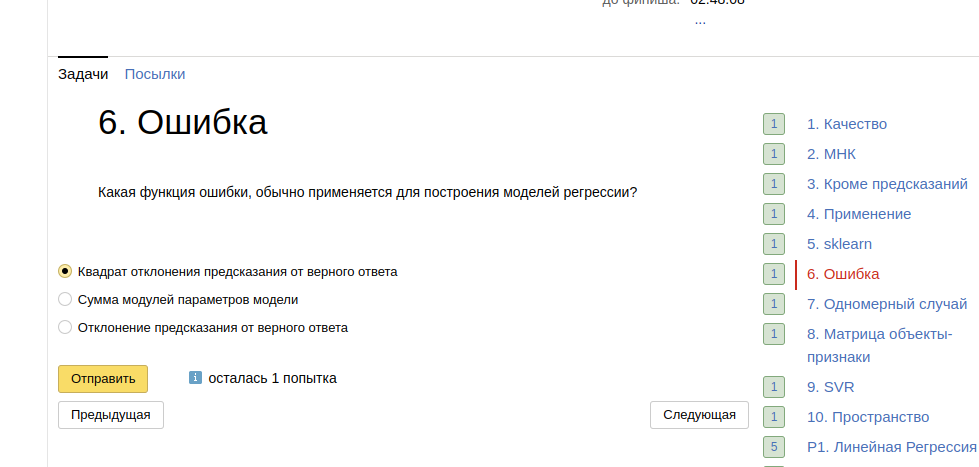 до финиша: 02:48:08
...
Задачи Посылки
6. Ошибка
Какая функция ошибки, обычно применяется для построения моделей регрессии?
Квадрат отклонения предсказания от верного ответа
Сумма модулей параметров модели
Отклонение предсказания от верного ответа
Отправить
i осталась 1 попытка
Предыдущая
Следующая
1 1. Качество
1 2. МНК
1 3. Кроме предсказаний
1 4. Применение
1 5. sklearn
1 6. Ошибка
1 7. Одномерный случай
1 8. Матрица объекты-
признаки
1 9. SVR
1 10. Пространство
5 P1. Линейная Регрессия